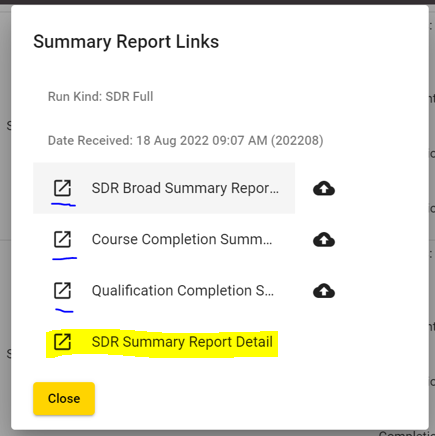 Summary Report Links
Run Kind: SDR Full
Date Received: 18 Aug 2022 09:07 AM (202208)
SDR Broad Summary Repor...
Course Completion Summ...
Qualification Completion S...
SDR Summary Report Detail
Close